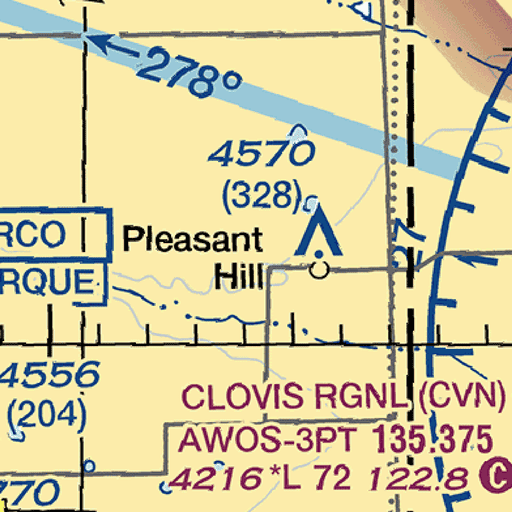 278°
4570
(328)
RCO
Pleasant
Hill
RQUE
4556
(204)
CLOVIS RGNL (CVN)
AWOS-3PT 135.375
4216 *L 72 122.8 C
770